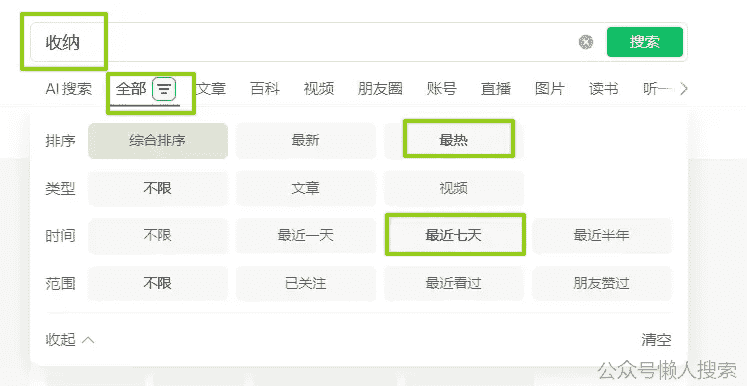 收纳 搜索
AI搜索 全部 文章 百科 视频 朋友圈 账号 直播 图片 读书 听一
排序 综合排序 最新 最热
类型 不限 文章 视频
时间 不限 最近一天 最近七天 最近半年
范围 不限 已关注 最近看过 朋友赞过
收起 清空
公众号懒人搜索